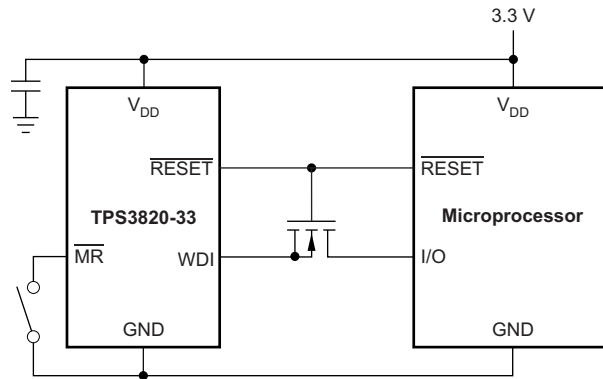 3.3 V
V_DD
V_DD
RESET
RESET
TPS3820-33
Microprocessor
MR
WDI
I/O
GND
GND